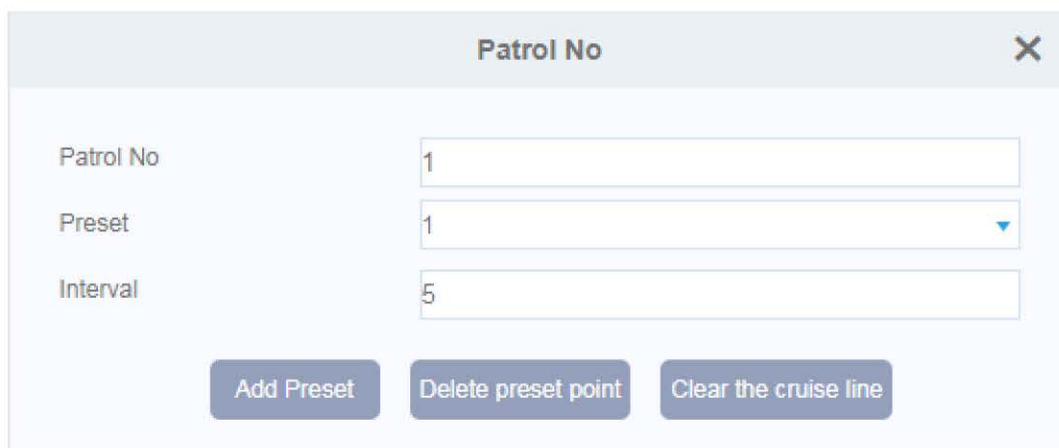 Patrol No
Patrol No 1
Preset 1
Interval 5
Add Preset Delete preset point Clear the cruise line